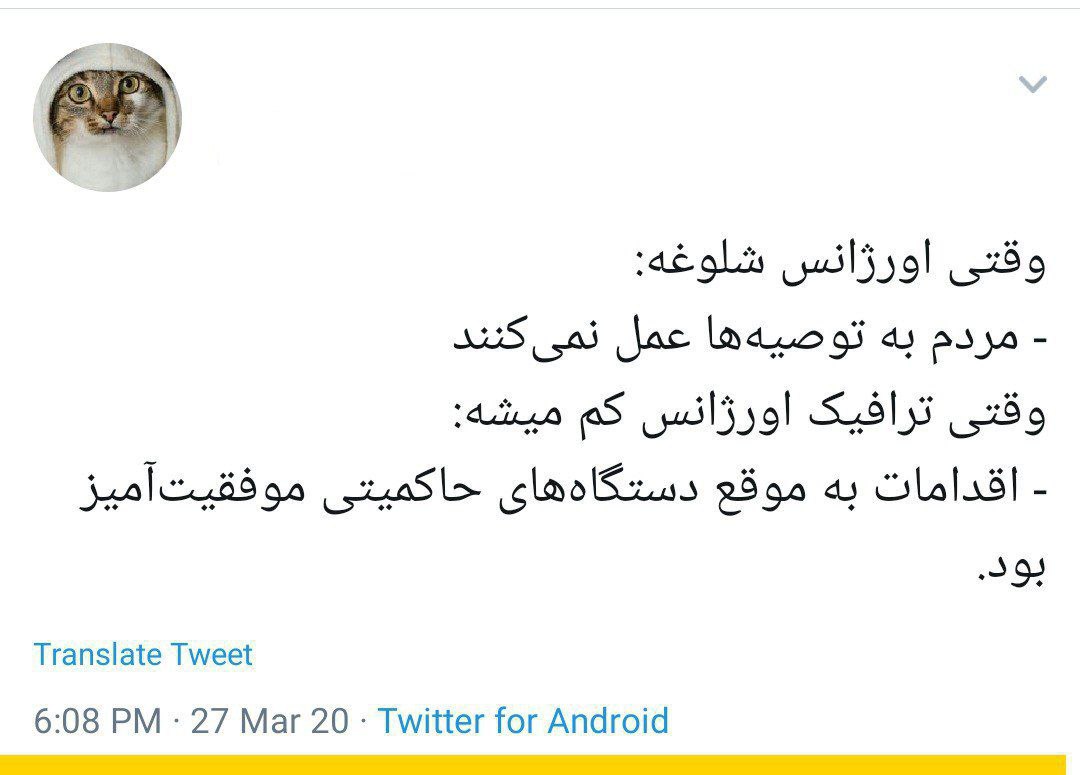 وقتی اورژانس شلوغه:
- مردم به توصیه‌ها عمل نمی‌کنند
وقتی ترافیک اورژانس کم میشه:
- اقدامات به موقع دستگاه‌های حاکمیتی موفقیت‌آمیز
بود.
Translate Tweet
6:08 PM · 27 Mar 20 · Twitter for Android